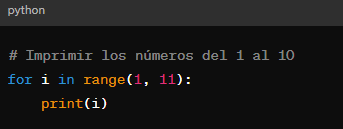 python
# Imprimir los números del 1 al 10
for i in range(1, 11):
    print(i)